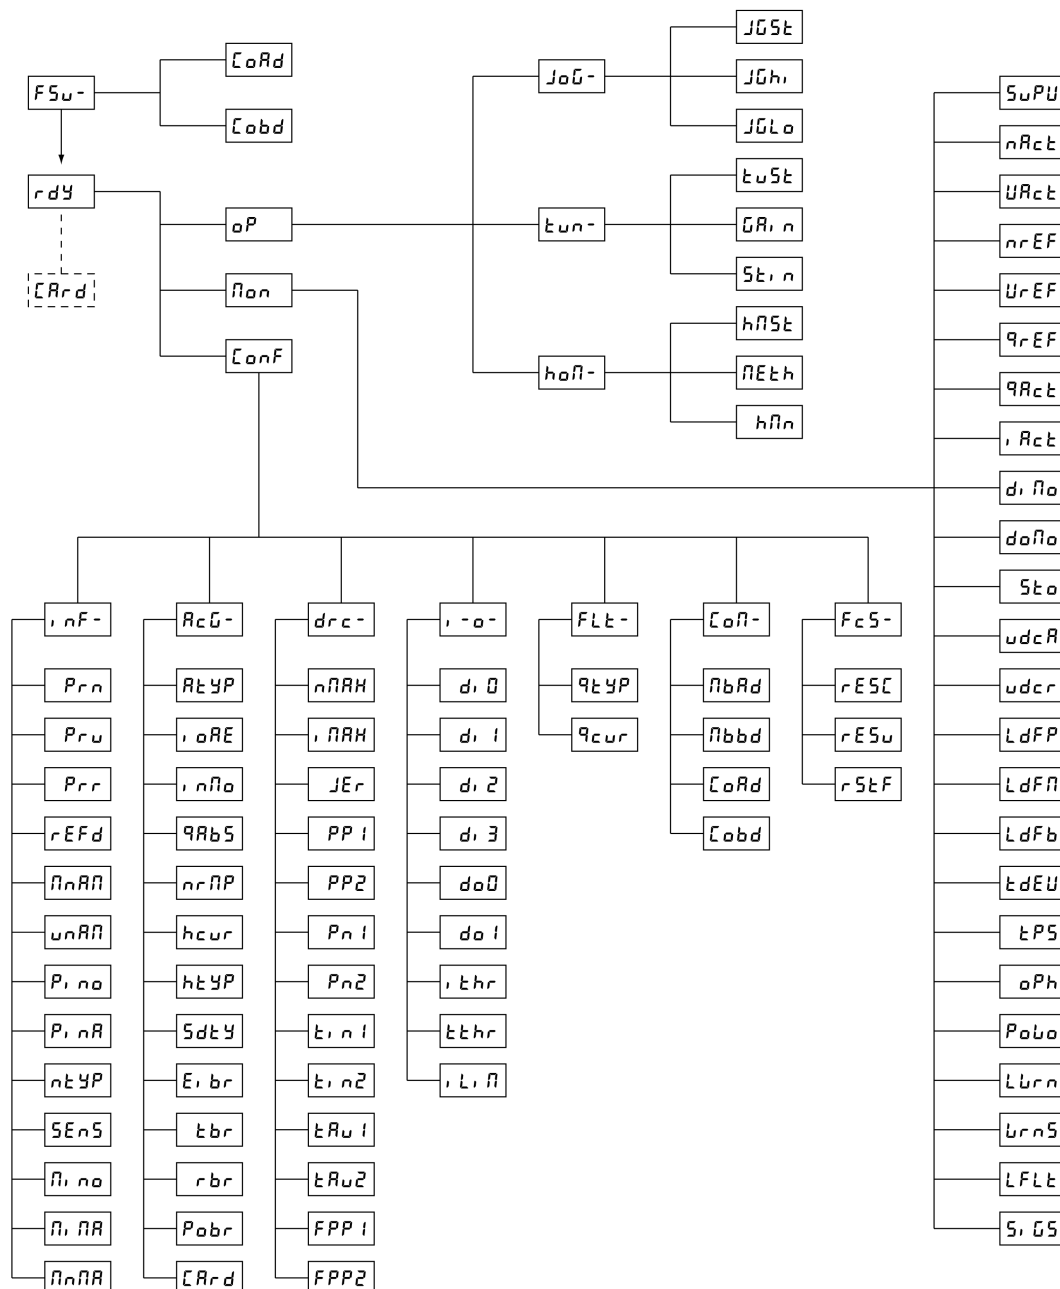 FSu-
CoAd
Cobd
rdY
CArd
oP
Mon
ConF
JoG-
JGSt
JGhi
JGLo
tun-
tuSt
GAin
Stin
hoM-
hMSt
MEth
hMn
SuPU
nAct
UAct
nrEF
UrEF
qrEF
qAct
iAct
diMo
doMo
Sto
udcA
udcr
LdFP
LdFM
LdFb
tdEU
tPS
oPh
PoWo
LWrn
WrnS
LFLt
SiGS
inF-
Prn
Pru
Prr
rEFd
MnAM
unAM
Pino
PinA
ntYP
SEnS
Mino
MiMA
MnMA
AcG-
AtYP
ioAE
inMo
qAbS
nrMP
hcur
htYP
SdtY
Eibr
tbr
rbr
Pobr
CArd
drc-
nMAH
iMAH
JEr
PP1
PP2
Pn1
Pn2
tin1
tin2
tAu1
tAu2
FPP1
FPP2
i-o-
di0
di1
di2
di3
do0
do1
ithr
tthr
iLiM
FLt-
qtYP
qcur
CoM-
MbAd
Mbbd
CoAd
Cobd
FcS-
rESC
rESu
rStF